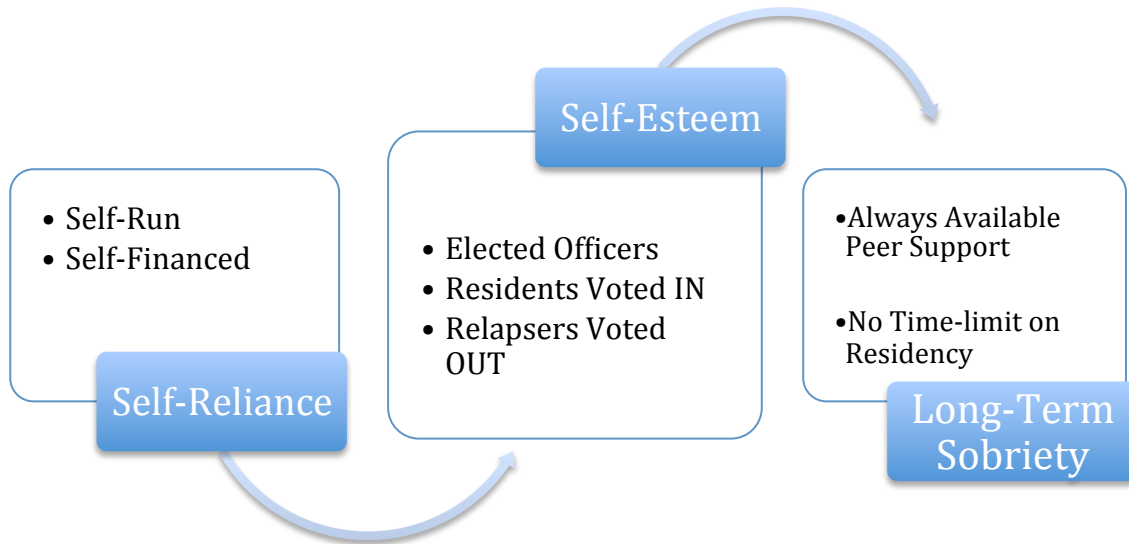 • Self-Run
• Self-Financed
Self-Reliance
Self-Esteem
• Elected Officers
• Residents Voted IN
• Relapsers Voted
OUT
•Always Available
Peer Support
•No Time-limit on
Residency
Long-Term
Sobriety